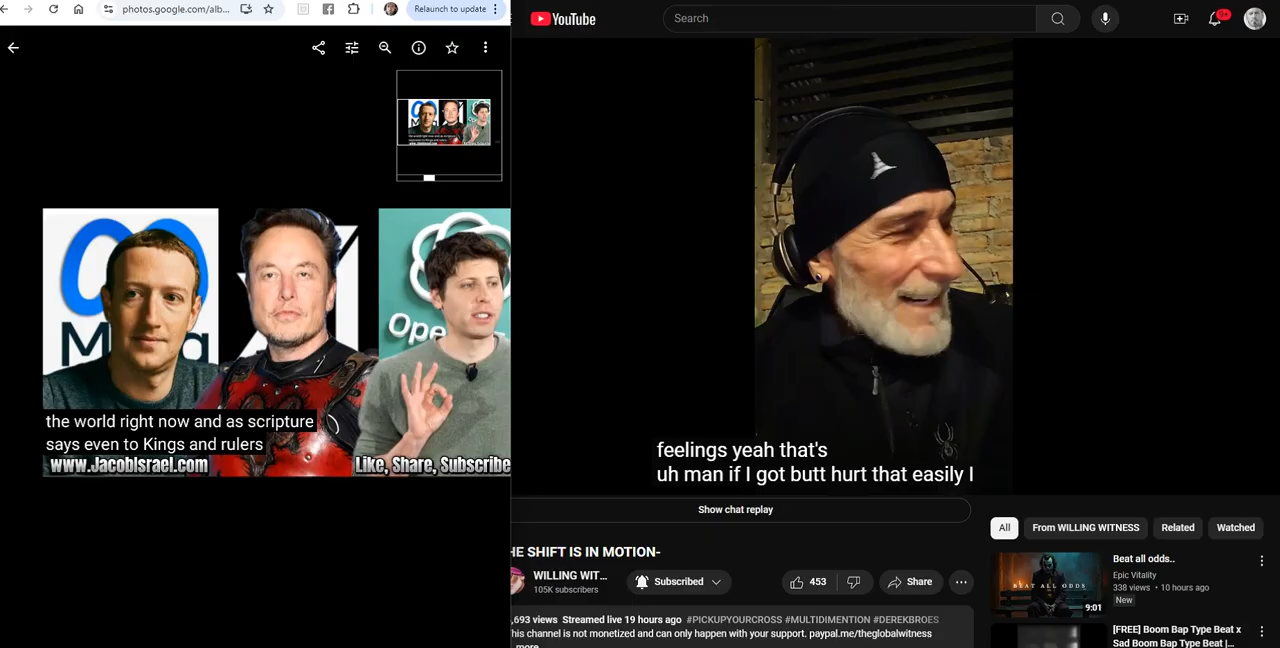 photos.google.com/alb...
Relaunch to update
the world right now and as scripture
says even to Kings and rulers
www.JacobIsrael.com
Like, Share, Subscribe
YouTube
Search
9+
feelings yeah that's
uh man if I got butt hurt that easily I
Show chat replay
HE SHIFT IS IN MOTION-
WILLING WIT...
105K subscribers
Subscribed
453
Share
,693 views Streamed live 19 hours ago #PICKUPYOURCROSS #MULTIDIMENTION #DEREKBROES
his channel is not monetized and can only happen with your support. paypal.me/theglobalwitness
more
All
From WILLING WITNESS
Related
Watched
BEAT ALL ODDS
9:01
Beat all odds..
Epic Vitality
338 views • 10 hours ago
New
[FREE] Boom Bap Type Beat x
Sad Boom Bap Type Beat |...